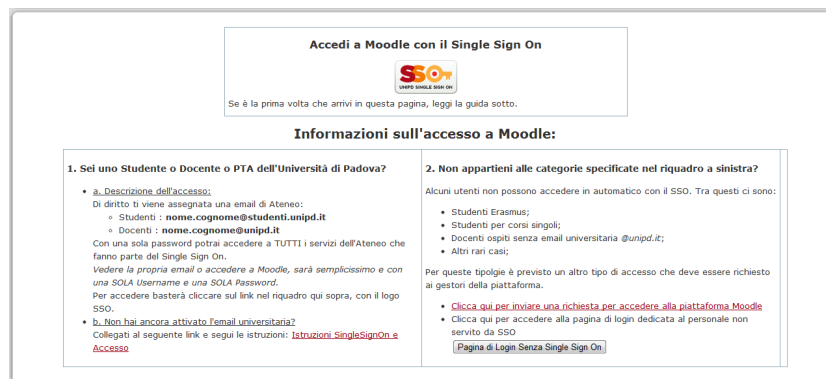 Accedi a Moodle con il Single Sign On
SSO
UNIPD SINGLE SIGN ON
Se è la prima volta che arrivi in questa pagina, leggi la guida sotto.
Informazioni sull'accesso a Moodle:
1. Sei uno Studente o Docente o PTA dell'Università di Padova?
a. Descrizione dell'accesso:
Di diritto ti viene assegnata una email di Ateneo:
Studenti : nome.cognome@studenti.unipd.it
Docenti : nome.cognome@unipd.it
Con una sola password potrai accedere a TUTTI i servizi dell'Ateneo che
fanno parte del Single Sign On.
Vedere la propria email o accedere a Moodle, sarà semplicissimo e con
una SOLA Username e una SOLA Password.
Per accedere basterà cliccare sul link nel riquadro qui sopra, con il logo
SSO.
b. Non hai ancora attivato l'email universitaria?
Collegati al seguente link e segui le istruzioni: Istruzioni SingleSignOn e
Accesso
2. Non appartieni alle categorie specificate nel riquadro a sinistra?
Alcuni utenti non possono accedere in automatico con il SSO. Tra questi ci sono:
Studenti Erasmus;
Studenti per corsi singoli;
Docenti ospiti senza email universitaria @unipd.it;
Altri rari casi;
Per queste tipolgie è previsto un altro tipo di accesso che deve essere richiesto
ai gestori della piattaforma.
Clicca qui per inviare una richiesta per accedere alla piattaforma Moodle
Clicca qui per accedere alla pagina di login dedicata al personale non
servito da SSO
Pagina di Login Senza Single Sign On